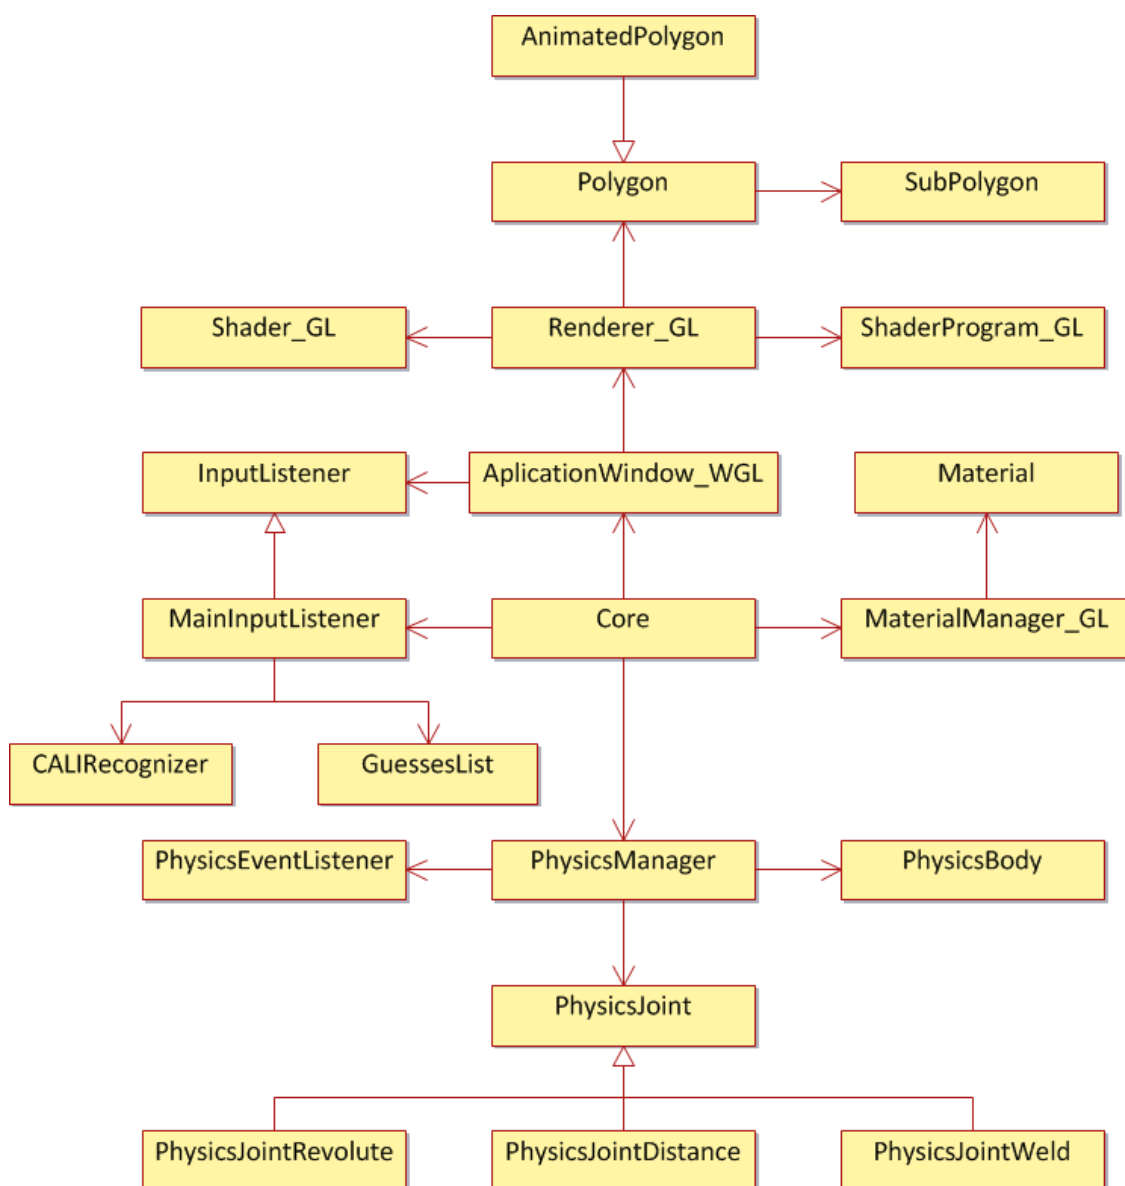 AnimatedPolygon
Polygon
SubPolygon
Shader_GL
Renderer_GL
ShaderProgram_GL
InputListener
AplicationWindow_WGL
Material
MainInputListener
Core
MaterialManager_GL
CALIRecognizer
GuessesList
PhysicsEventListener
PhysicsManager
PhysicsBody
PhysicsJoint
PhysicsJointRevolute
PhysicsJointDistance
PhysicsJointWeld